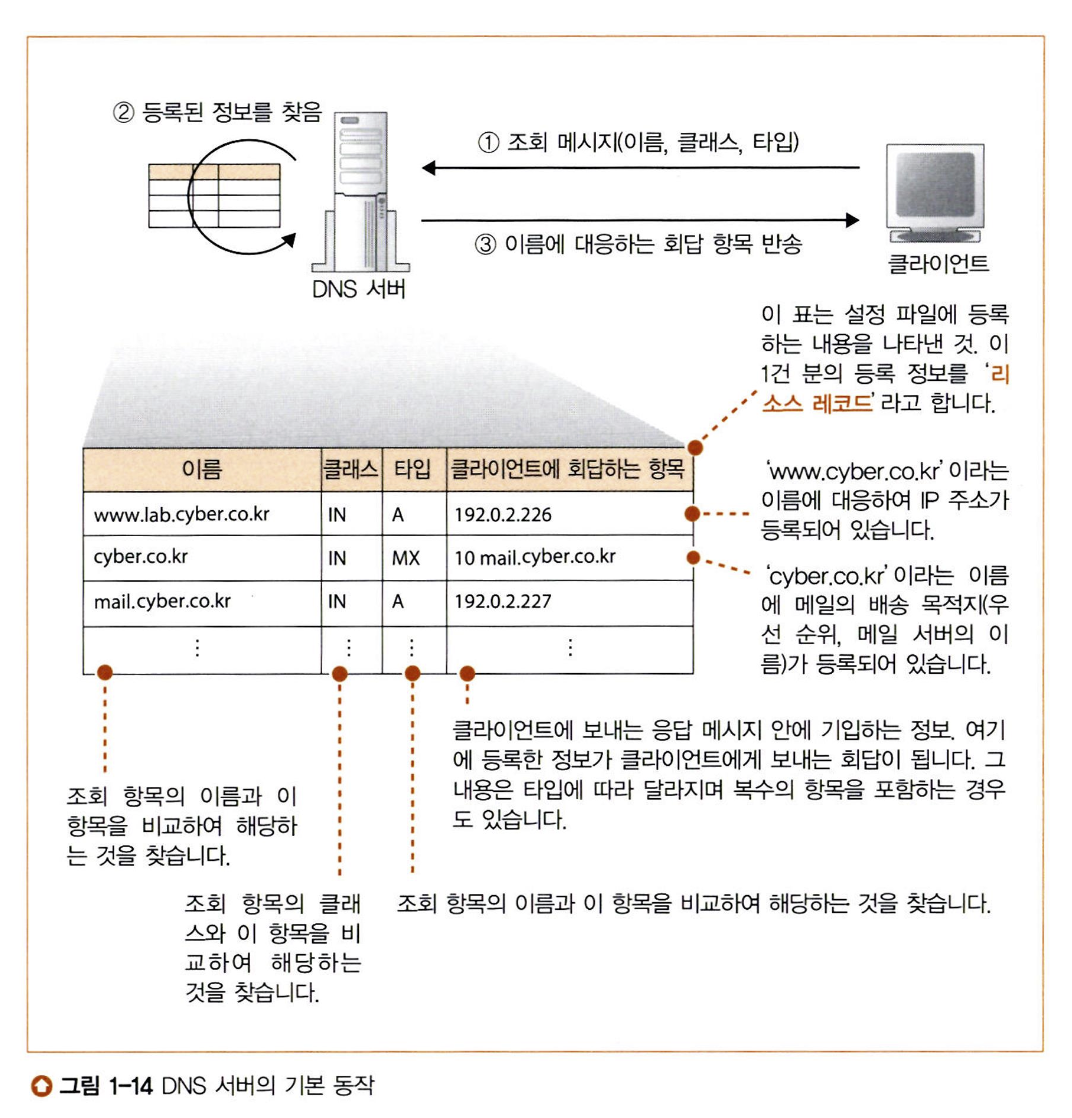 ② 등록된 정보를 찾음
① 조회 메시지(이름, 클래스, 타입)
③ 이름에 대응하는 회답 항목 반송
DNS 서버
클라이언트
이 표는 설정 파일에 등록
하는 내용을 나타낸 것. 이
1건 분의 등록 정보를 ‘리
소스 레코드’라고 합니다.
이름 클래스 타입 클라이언트에 회답하는 항목
www.lab.cyber.co.kr IN A 192.0.2.226
cyber.co.kr IN MX 10 mail.cyber.co.kr
mail.cyber.co.kr IN A 192.0.2.227
⋮ ⋮ ⋮ ⋮
‘www.cyber.co.kr’이라는
이름에 대응하여 IP 주소가
등록되어 있습니다.
‘cyber.co.kr’이라는 이름
에 메일의 배송 목적지(우
선 순위, 메일 서버의 이
름)가 등록되어 있습니다.
클라이언트에 보내는 응답 메시지 안에 기입하는 정보. 여기
에 등록한 정보가 클라이언트에게 보내는 회답이 됩니다. 그
내용은 타입에 따라 달라지며 복수의 항목을 포함하는 경우
도 있습니다.
조회 항목의 이름과 이
항목을 비교하여 해당하
는 것을 찾습니다.
조회 항목의 클래
스와 이 항목을 비
교하여 해당하는
것을 찾습니다.
조회 항목의 이름과 이 항목을 비교하여 해당하는 것을 찾습니다.
그림 1-14 DNS 서버의 기본 동작